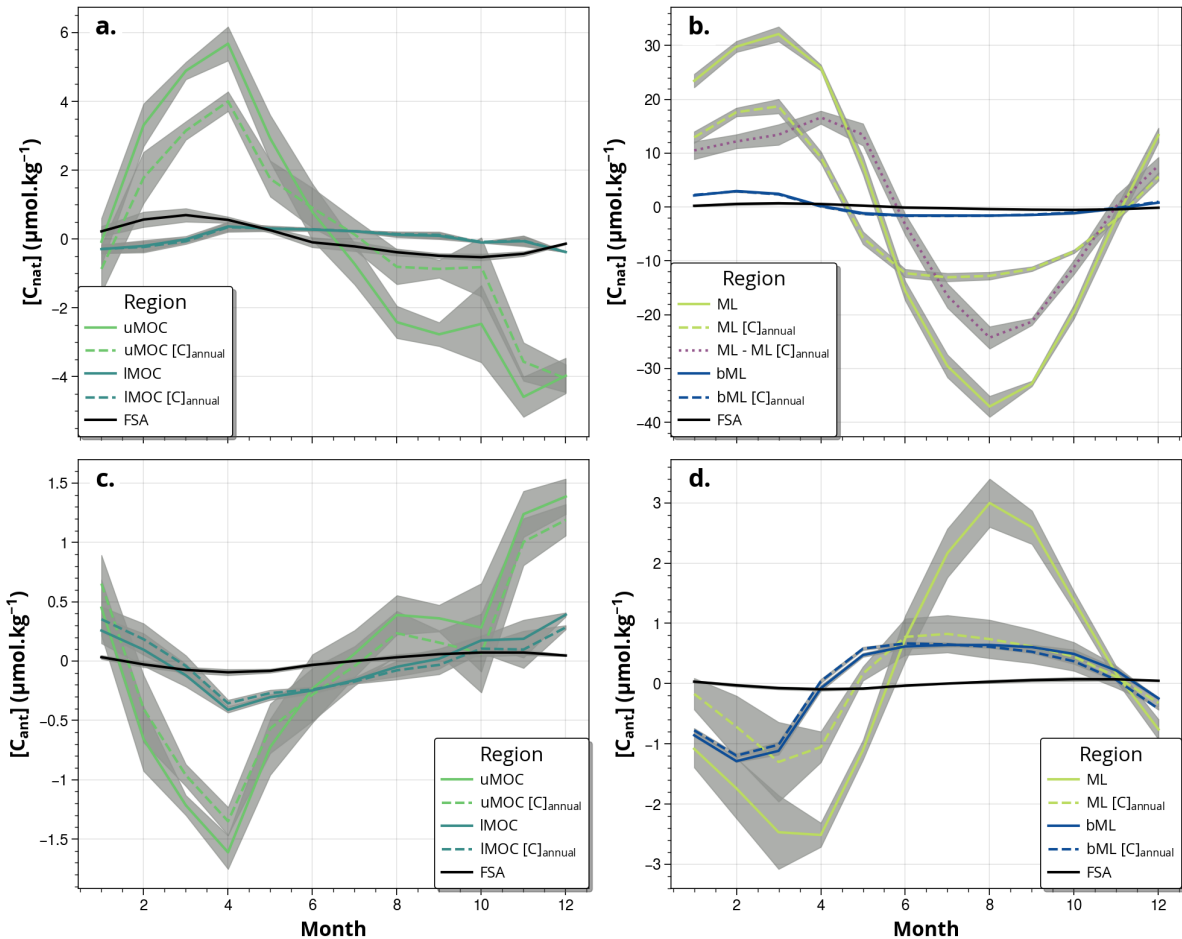 a.
[Cnat] (μmol.kg⁻¹)
6
4
2
0
−2
−4
Region
uMOC
uMOC [C]annual
lMOC
lMOC [C]annual
FSA
b.
[Cnat] (μmol.kg⁻¹)
30
20
10
0
−10
−20
−30
−40
Region
ML
ML [C]annual
ML - ML [C]annual
bML
bML [C]annual
FSA
c.
[Cant] (μmol.kg⁻¹)
1.5
1
0.5
0
−0.5
−1
−1.5
Region
uMOC
uMOC [C]annual
lMOC
lMOC [C]annual
FSA
2 4 6 8 10 12
Month
d.
[Cant] (μmol.kg⁻¹)
3
2
1
0
−1
−2
−3
Region
ML
ML [C]annual
bML
bML [C]annual
FSA
2 4 6 8 10 12
Month